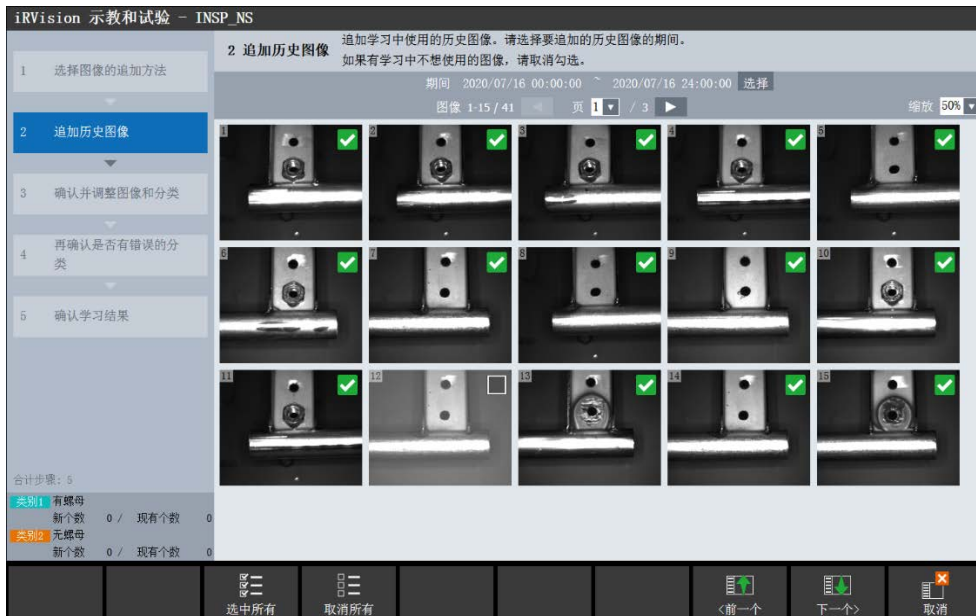 iRVision 示教和试验 - INSP_NS
1 选择图像的追加方法
2 追加历史图像
3 确认并调整图像和分类
4 再确认是否有错误的分
类
5 确认学习结果
合计步骤: 5
类别1 有螺母
新个数 0 / 现有个数 0
类别2 无螺母
新个数 0 / 现有个数 0
2 追加历史图像
追加学习中使用的历史图像。请选择要追加的历史图像的期间。
如果有学习中不想使用的图像，请取消勾选。
期间 2020/07/16 00:00:00 ~ 2020/07/16 24:00:00 选择
图像 1-15 / 41 页 1 / 3
缩放 50%
1 2 3 4 5
6 7 8 9 10
11 12 13 14 15
选中所有 取消所有 <前一个 下一个> 取消